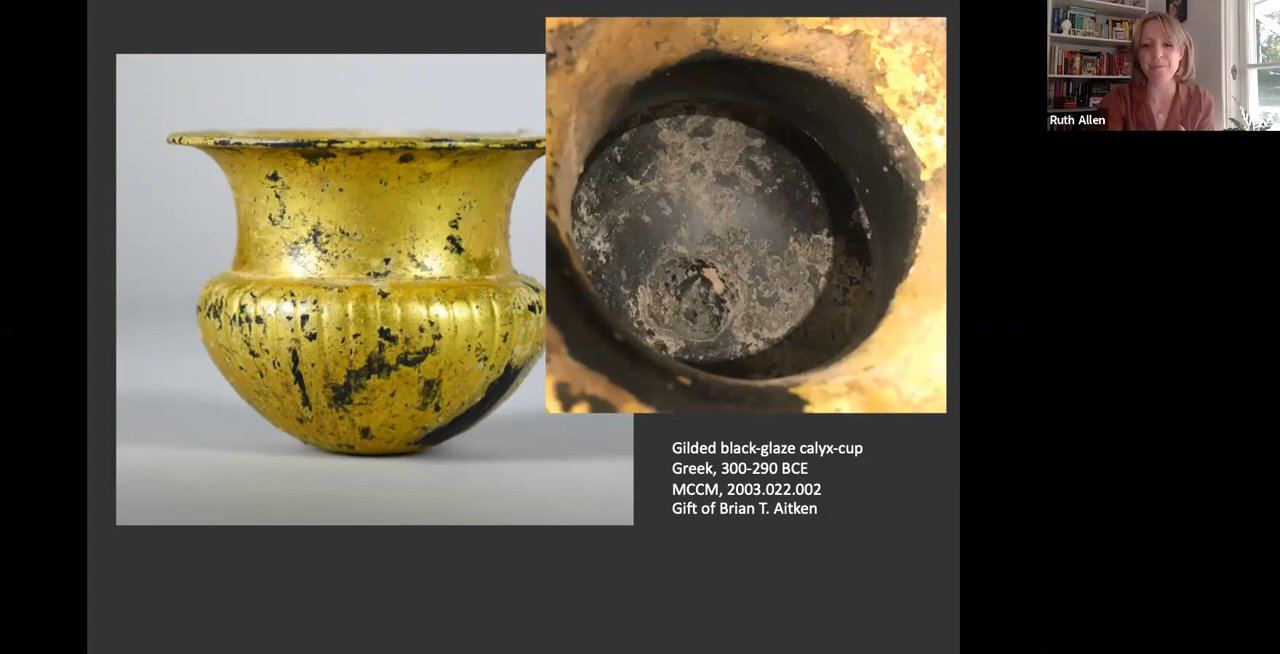 Ruth Allen
Gilded black-glaze calyx-cup
Greek, 300-290 BCE
MCCM, 2003.022.002
Gift of Brian T. Aitken